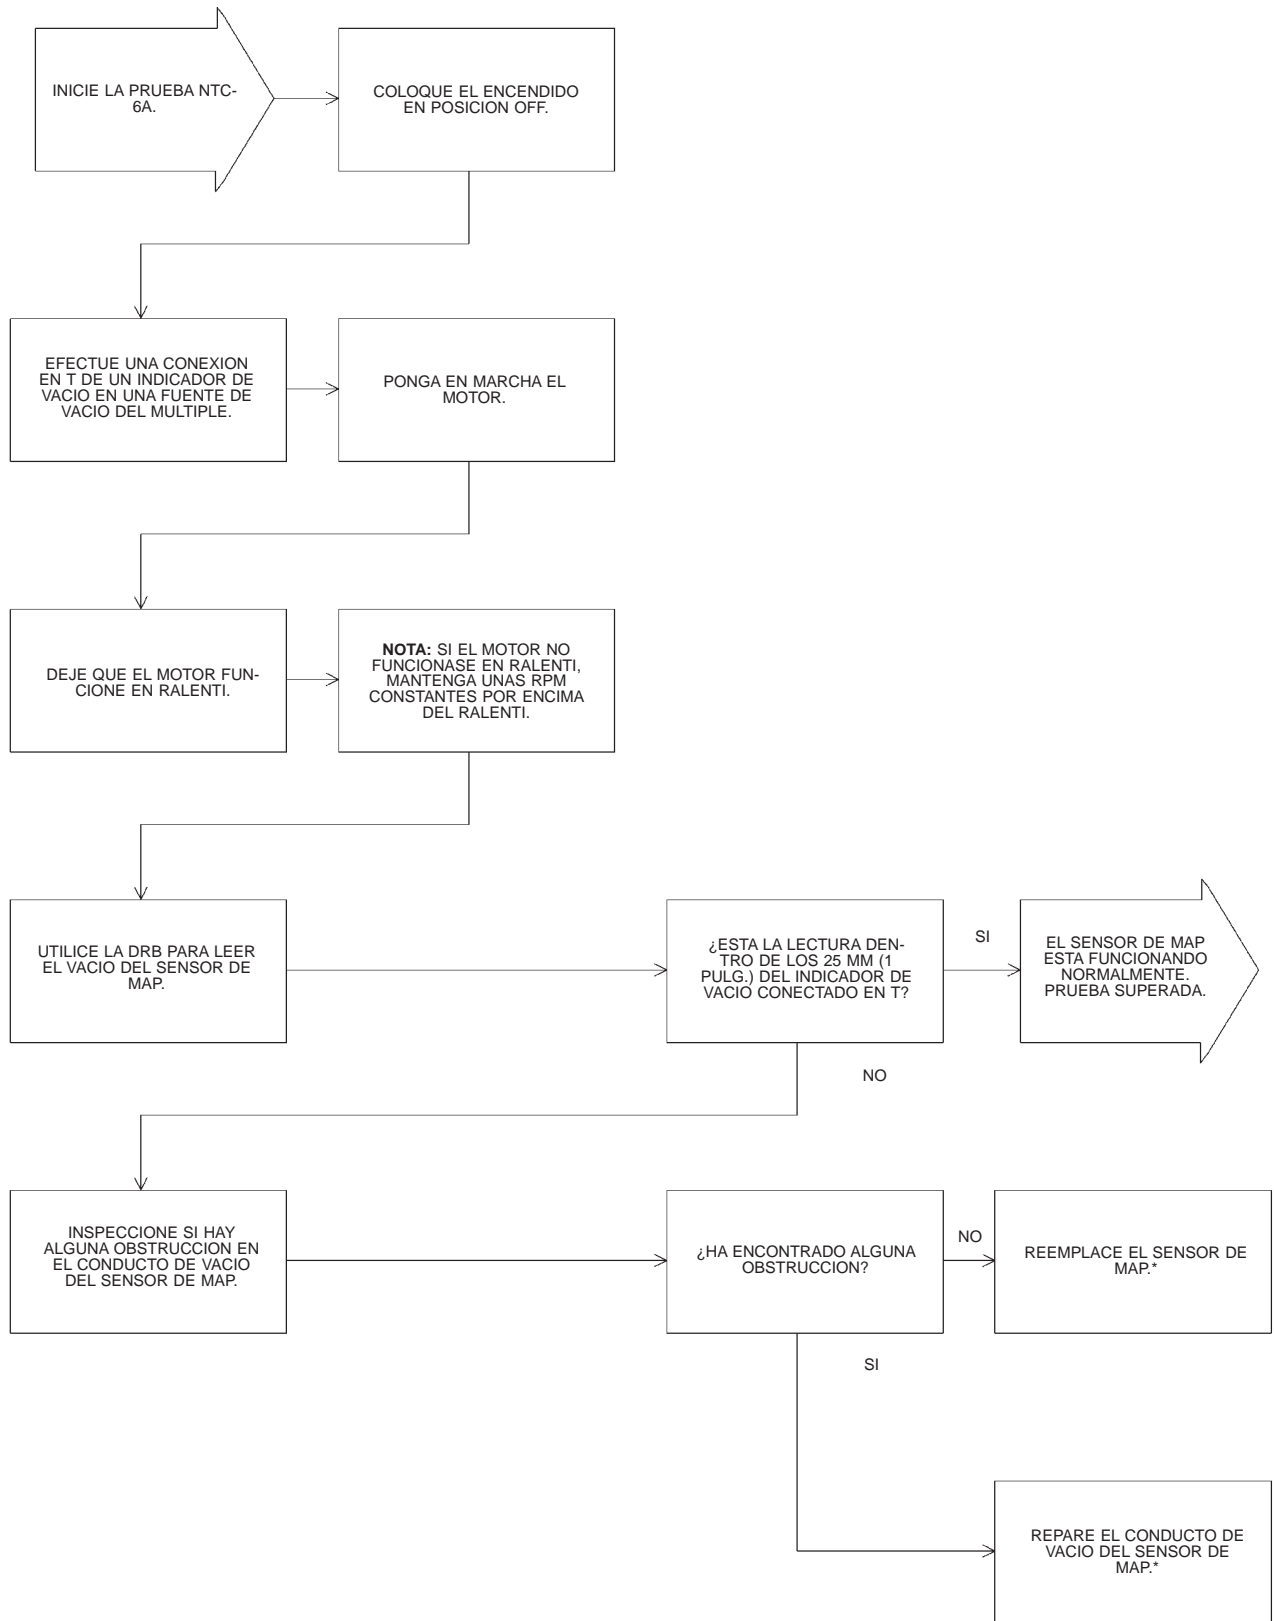 INICIE LA PRUEBA NTC-
6A.
COLOQUE EL ENCENDIDO
EN POSICION OFF.
EFECTUE UNA CONEXION
EN T DE UN INDICADOR DE
VACIO EN UNA FUENTE DE
VACIO DEL MULTIPLE.
PONGA EN MARCHA EL
MOTOR.
DEJE QUE EL MOTOR FUN-
CIONE EN RALENTI.
NOTA: SI EL MOTOR NO
FUNCIONASE EN RALENTI,
MANTENGA UNAS RPM
CONSTANTES POR ENCIMA
DEL RALENTI.
UTILICE LA DRB PARA LEER
EL VACIO DEL SENSOR DE
MAP.
¿ESTA LA LECTURA DEN-
TRO DE LOS 25 MM (1
PULG.) DEL INDICADOR DE
VACIO CONECTADO EN T?
SI
EL SENSOR DE MAP
ESTA FUNCIONANDO
NORMALMENTE.
PRUEBA SUPERADA.
NO
INSPECCIONE SI HAY
ALGUNA OBSTRUCCION EN
EL CONDUCTO DE VACIO
DEL SENSOR DE MAP.
¿HA ENCONTRADO ALGUNA
OBSTRUCCION?
NO
REEMPLACE EL SENSOR DE
MAP.*
SI
REPARE EL CONDUCTO DE
VACIO DEL SENSOR DE
MAP.*